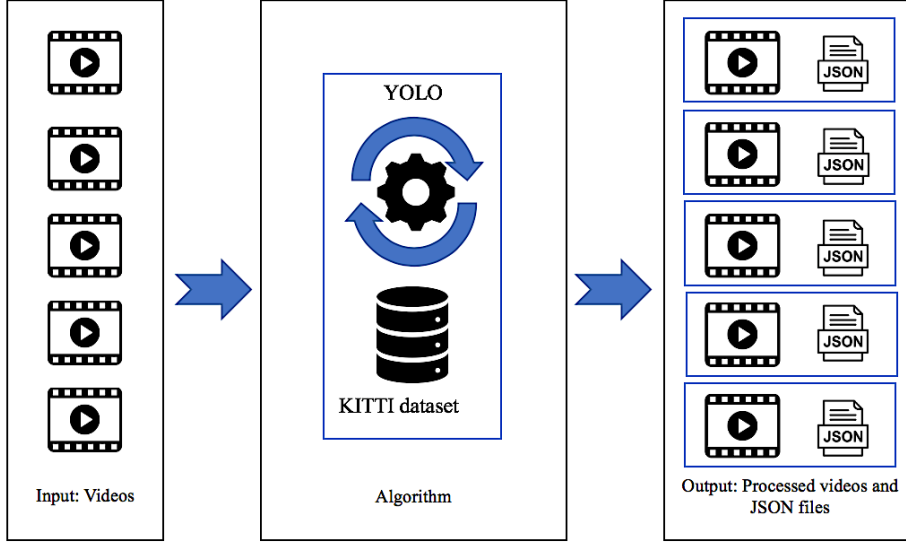 Input: Videos
YOLO
KITTI dataset
Algorithm
JSON
JSON
JSON
JSON
JSON
Output: Processed videos and
JSON files